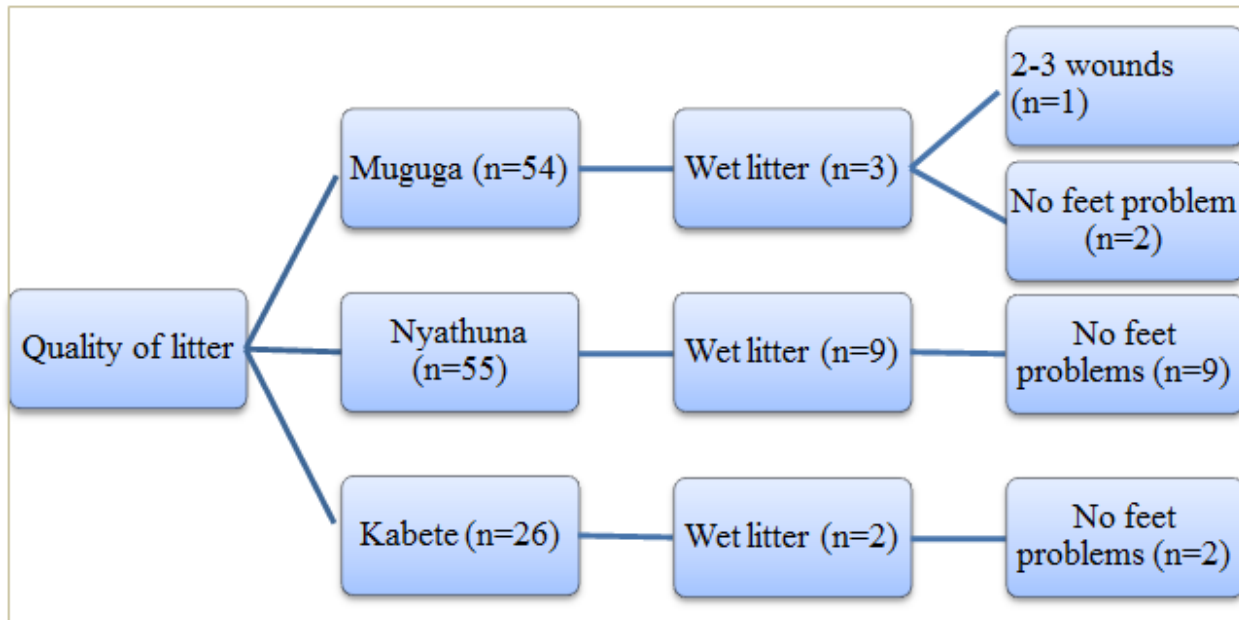 Quality of litter
Muguga (n=54)
Wet litter (n=3)
2-3 wounds
(n=1)
No feet problem
(n=2)
Nyathuna
(n=55)
Wet litter (n=9)
No feet
problems (n=9)
Kabete (n=26)
Wet litter (n=2)
No feet
problems (n=2)